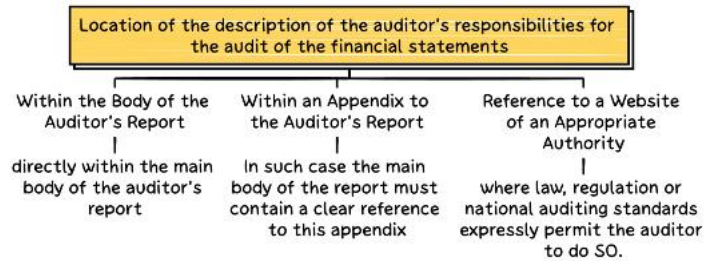 Location of the description of the auditor's responsibilities for
the audit of the financial statements
Within the Body of the
Auditor's Report
directly within the main
body of the auditor's
report
Within an Appendix to
the Auditor's Report
In such case the main
body of the report must
contain a clear reference
to this appendix
Reference to a Website
of an Appropriate
Authority
where law, regulation or
national auditing standards
expressly permit the auditor
to do SO.